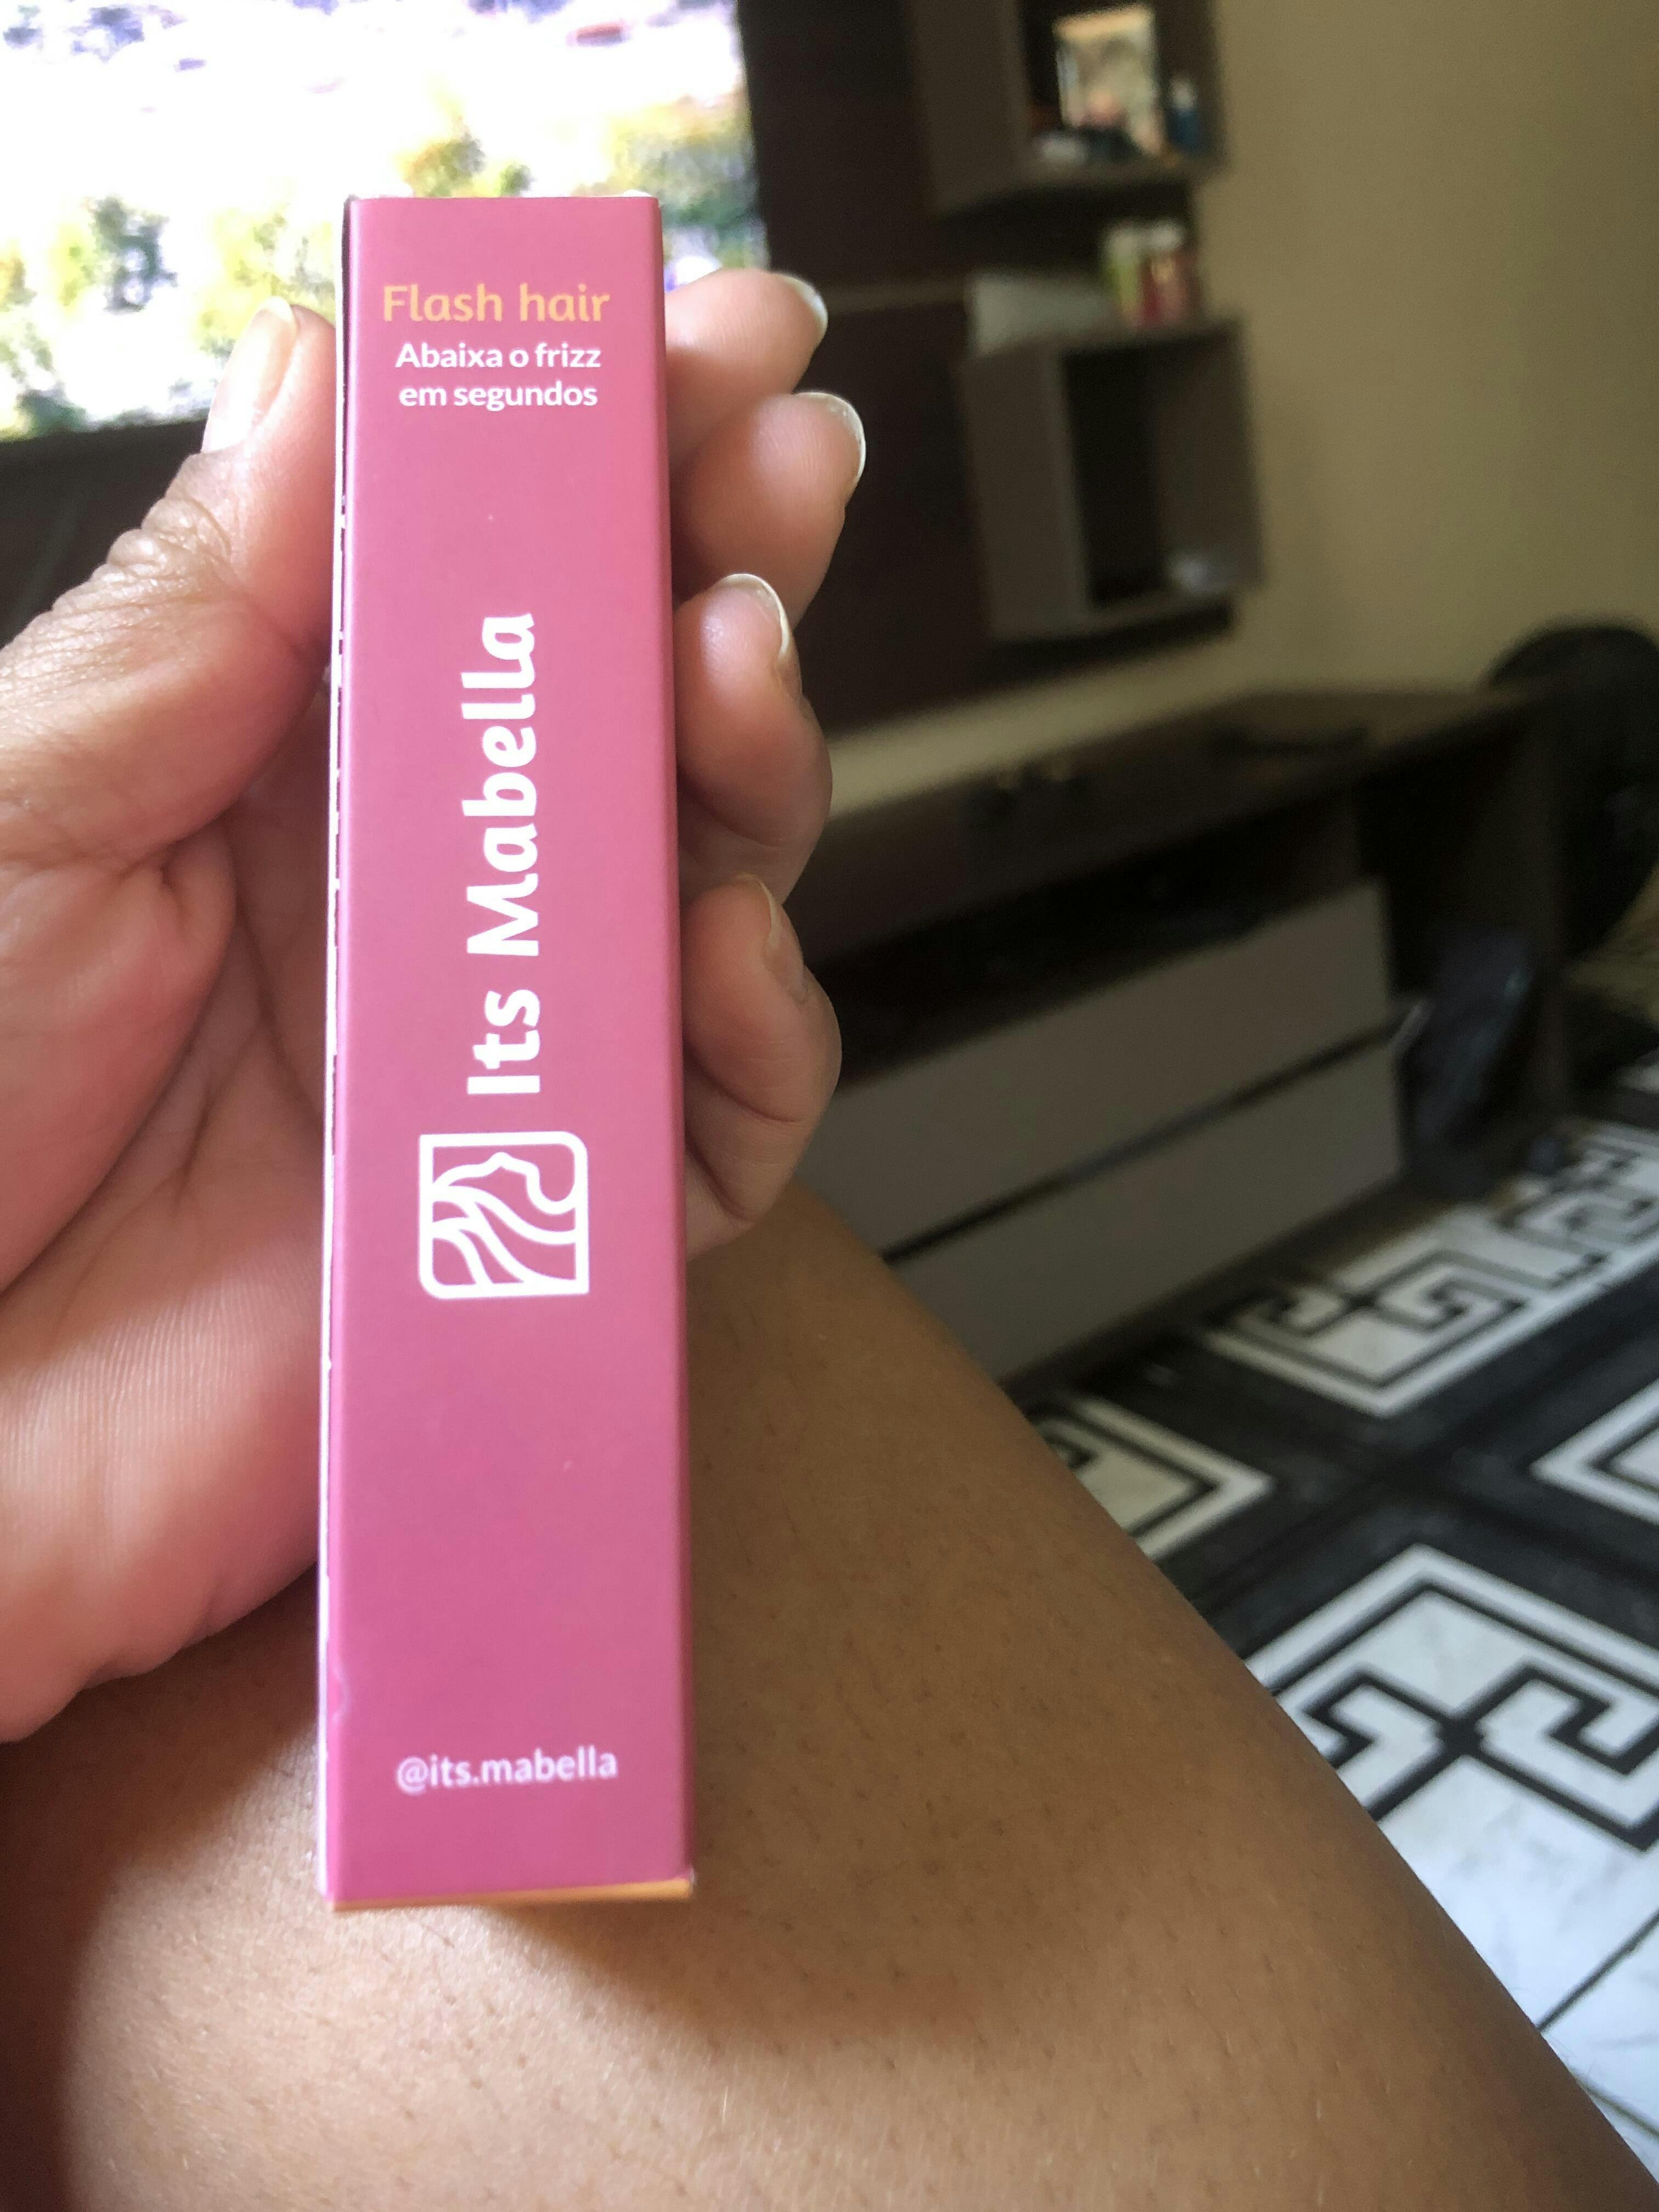 Flash hair
Abaixa o frizz
em segundos
Its Mabella
@its.mabella